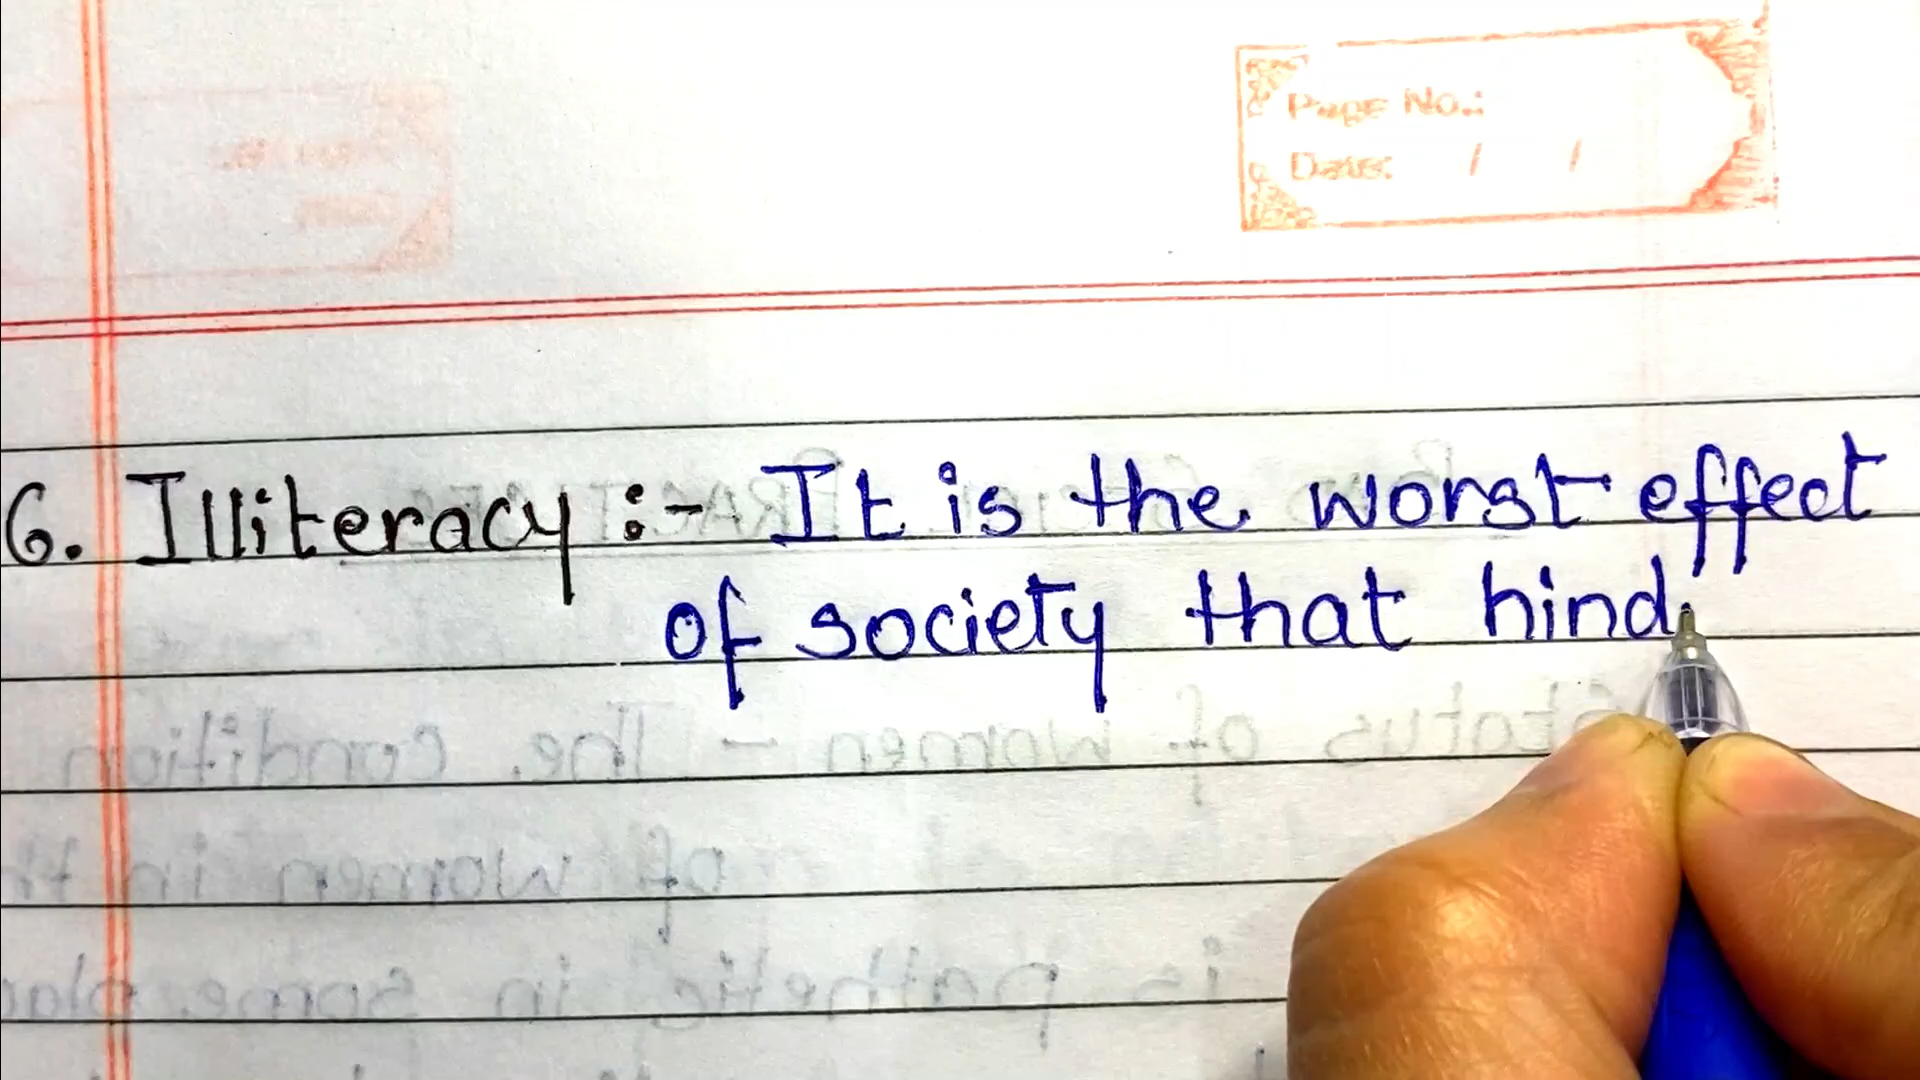 Page No.:
Date: / /
6. Illiteracy :- It is the worst effect
of society that hind